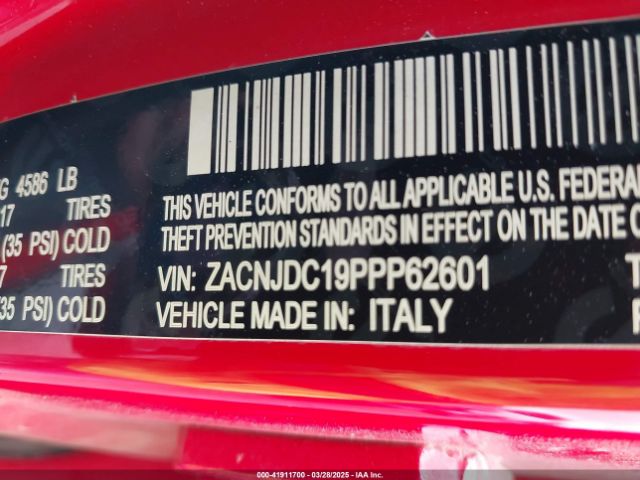 G 4586 LB
17 TIRES
(35 PSI) COLD
7 TIRES
35 PSI) COLD
THIS VEHICLE CONFORMS TO ALL APPLICABLE U.S. FEDERA
THEFT PREVENTION STANDARDS IN EFFECT ON THE DATE O
VIN: ZACNJDC19PPP62601
VEHICLE MADE IN: ITALY
00-41911700 | 03/28/2025 | IAA Inc.